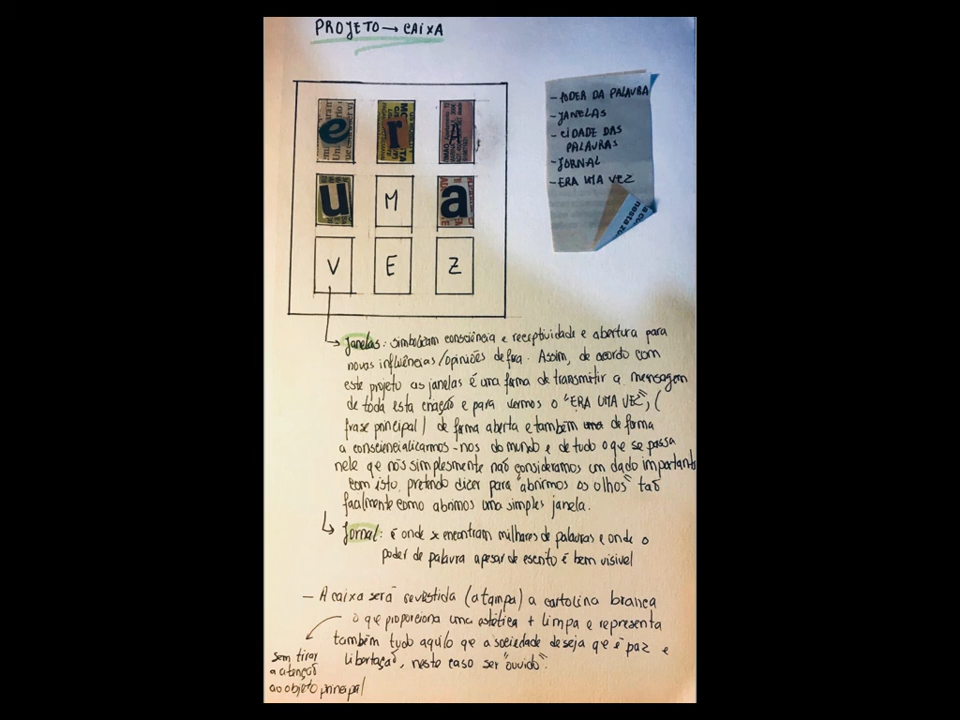 PROJETO → CAIXA
e r A
u M a
V E Z
- PODER DA PALAVRA
- JANELAS
- CIDADE DAS
PALAVRAS
- JORNAL
- ERA UMA VEZ
Janelas: simbolizam consciência e receptividade e abertura para
novas influências/opiniões de fora. Assim, de acordo com
este projeto as janelas é uma forma de transmitir a mensagem
de toda esta criação e para vermos o "ERA UMA VEZ", (
frase principal) de forma aberta e também uma de forma
a consciencializarmos-nos do mundo e de tudo o que se passa
nele que nós simplesmente não consideramos um dado importante
com isto, pretendo dizer para "abrirmos os olhos" tão
facilmente como abrimos uma simples janela.
Jornal: é onde se encontram milhares de palavras e onde o
poder de palavra apesar de escrito é bem visivel
- A caixa será revestida (a tampa) a cartolina branca
o que proporciona uma estética + limpa e representa
também tudo aquilo que a sociedade deseja que é paz e
libertação, neste caso ser "ouvido".
sem tirar
a atenção
ao objeto principal